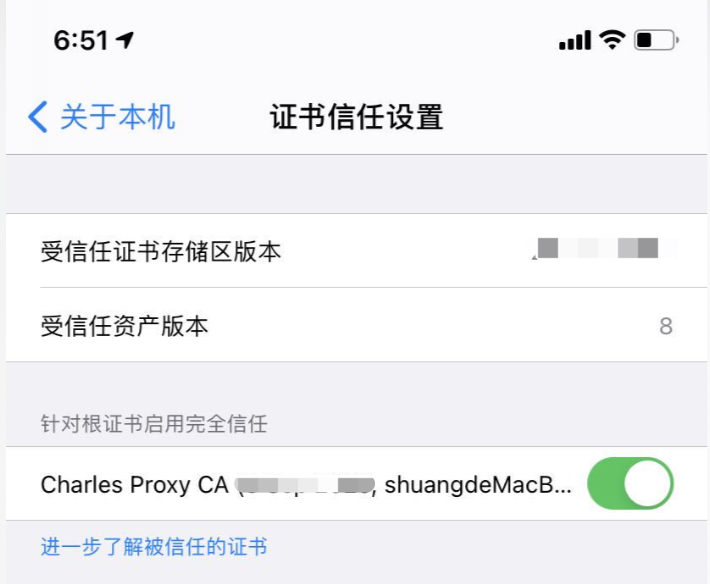 6:51
关于本机
证书信任设置
受信任证书存储区版本
受信任资产版本
8
针对根证书启用完全信任
Charles Proxy CA shuangdeMacB...
进一步了解被信任的证书